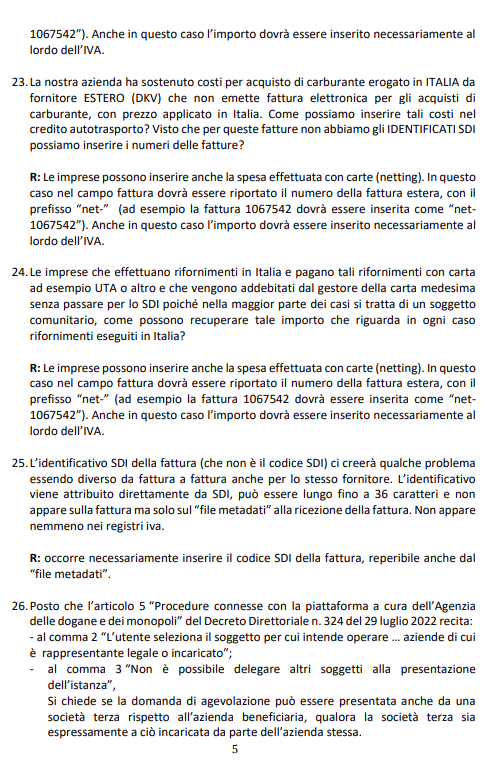 1067542”). Anche in questo caso l’importo dovrà essere inserito necessariamente al
lordo dell’IVA.
23. La nostra azienda ha sostenuto costi per acquisto di carburante erogato in ITALIA da
fornitore ESTERO (DKV) che non emette fattura elettronica per gli acquisti di
carburante, con prezzo applicato in Italia. Come possiamo inserire tali costi nel
credito autotrasporto? Visto che per queste fatture non abbiamo gli IDENTIFICATI SDI
possiamo inserire i numeri delle fatture?
R: Le imprese possono inserire anche la spesa effettuata con carte (netting). In questo
caso nel campo fattura dovrà essere riportato il numero della fattura estera, con il
prefisso “net-” (ad esempio la fattura 1067542 dovrà essere inserita come “net-
1067542”). Anche in questo caso l’importo dovrà essere inserito necessariamente al
lordo dell’IVA.
24. Le imprese che effettuano rifornimenti in Italia e pagano tali rifornimenti con carta
ad esempio UTA o altro e che vengono addebitati dal gestore della carta medesima
senza passare per lo SDI poiché nella maggior parte dei casi si tratta di un soggetto
comunitario, come possono recuperare tale importo che riguarda in ogni caso
rifornimenti eseguiti in Italia?
R: Le imprese possono inserire anche la spesa effettuata con carte (netting). In questo
caso nel campo fattura dovrà essere riportato il numero della fattura estera, con il
prefisso “net-” (ad esempio la fattura 1067542 dovrà essere inserita come “net-
1067542”). Anche in questo caso l’importo dovrà essere inserito necessariamente al
lordo dell’IVA.
25. L’identificativo SDI della fattura (che non è il codice SDI) ci creerà qualche problema
essendo diverso da fattura a fattura anche per lo stesso fornitore. L’identificativo
viene attribuito direttamente da SDI, può essere lungo fino a 36 caratteri e non
appare sulla fattura ma solo sul “file metadati” alla ricezione della fattura. Non appare
nemmeno nei registri iva.
R: occorre necessariamente inserire il codice SDI della fattura, reperibile anche dal
“file metadati”.
26. Posto che l’articolo 5 “Procedure connesse con la piattaforma a cura dell’Agenzia
delle dogane e dei monopoli” del Decreto Direttoriale n. 324 del 29 luglio 2022 recita:
- al comma 2 “L’utente seleziona il soggetto per cui intende operare … aziende di cui
è rappresentante legale o incaricato”;
- al comma 3 “Non è possibile delegare altri soggetti alla presentazione
dell’istanza”,
Si chiede se la domanda di agevolazione può essere presentata anche da una
società terza rispetto all’azienda beneficiaria, qualora la società terza sia
espressamente a ciò incaricata da parte dell’azienda stessa.
5